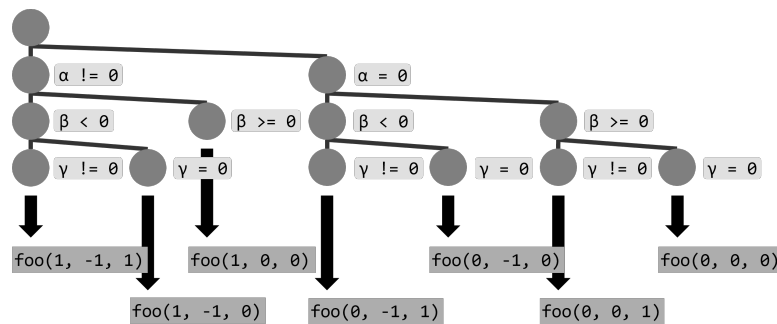 α != 0
α = 0
β < 0
β >= 0
β < 0
β >= 0
γ != 0
γ = 0
γ != 0
γ = 0
γ != 0
γ = 0
foo(1, -1, 1)
foo(1, 0, 0)
foo(0, -1, 0)
foo(0, 0, 0)
foo(1, -1, 0)
foo(0, -1, 1)
foo(0, 0, 1)